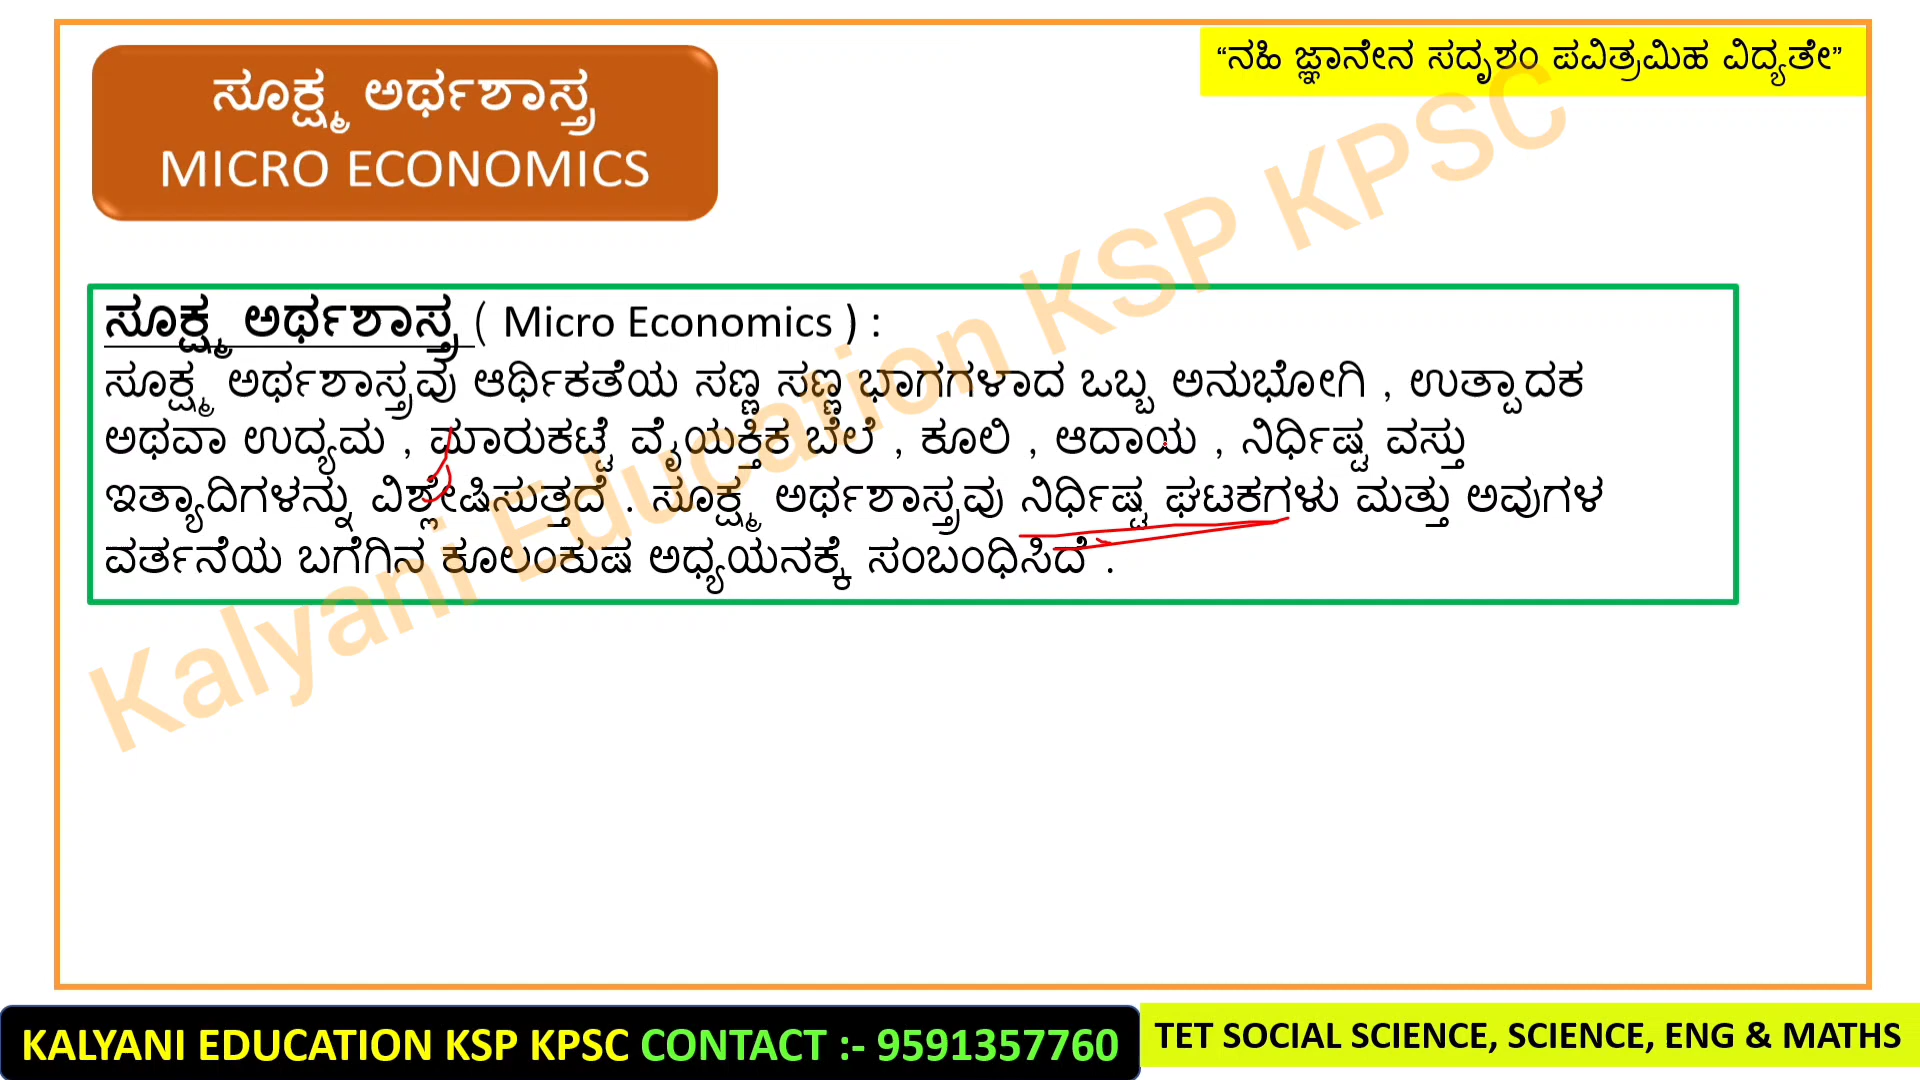 “ನಹಿ ಜ್ಞಾನೇನ ಸದೃಶಂ ಪವಿತ್ರಮಿಹ ವಿದ್ಯತೇ”
ಸೂಕ್ಷ್ಮ ಅರ್ಥಶಾಸ್ತ್ರ
MICRO ECONOMICS
ಸೂಕ್ಷ್ಮ ಅರ್ಥಶಾಸ್ತ್ರ ( Micro Economics ) :
ಸೂಕ್ಷ್ಮ ಅರ್ಥಶಾಸ್ತ್ರವು ಆರ್ಥಿಕತೆಯ ಸಣ್ಣ ಸಣ್ಣ ಭಾಗಗಳಾದ ಒಬ್ಬ ಅನುಭೋಗಿ , ಉತ್ಪಾದಕ
ಅಥವಾ ಉದ್ಯಮ , ಮಾರುಕಟ್ಟೆ ವೈಯಕ್ತಿಕ ಬೆಲೆ , ಕೂಲಿ , ಆದಾಯ , ನಿರ್ಧಿಷ್ಟ ವಸ್ತು
ಇತ್ಯಾದಿಗಳನ್ನು ವಿಶ್ಲೇಷಿಸುತ್ತದೆ . ಸೂಕ್ಷ್ಮ ಅರ್ಥಶಾಸ್ತ್ರವು ನಿರ್ಧಿಷ್ಟ ಘಟಕಗಳು ಮತ್ತು ಅವುಗಳ
ವರ್ತನೆಯ ಬಗೆಗಿನ ಕೂಲಂಕುಷ ಅಧ್ಯಯನಕ್ಕೆ ಸಂಬಂಧಿಸಿದೆ .
Kalyani Education KSP KPSC
KALYANI EDUCATION KSP KPSC CONTACT :- 9591357760
TET SOCIAL SCIENCE, SCIENCE, ENG & MATHS